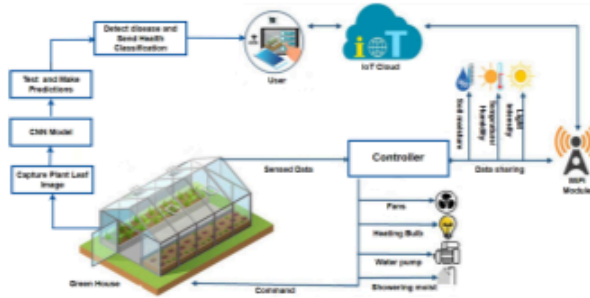 Detect disease and
Send Health
Classification
User
IoT
IoT Cloud
Test and Make
Predictions
CNN Model
Capture Plant Leaf
Image
Soil moisture
Temperature/
Humidity
Light
Intensity
Sensed Data
Controller
Data sharing
WiFi
Module
Fans
Heating Bulb
Water pump
Showering moist
Green House
Command